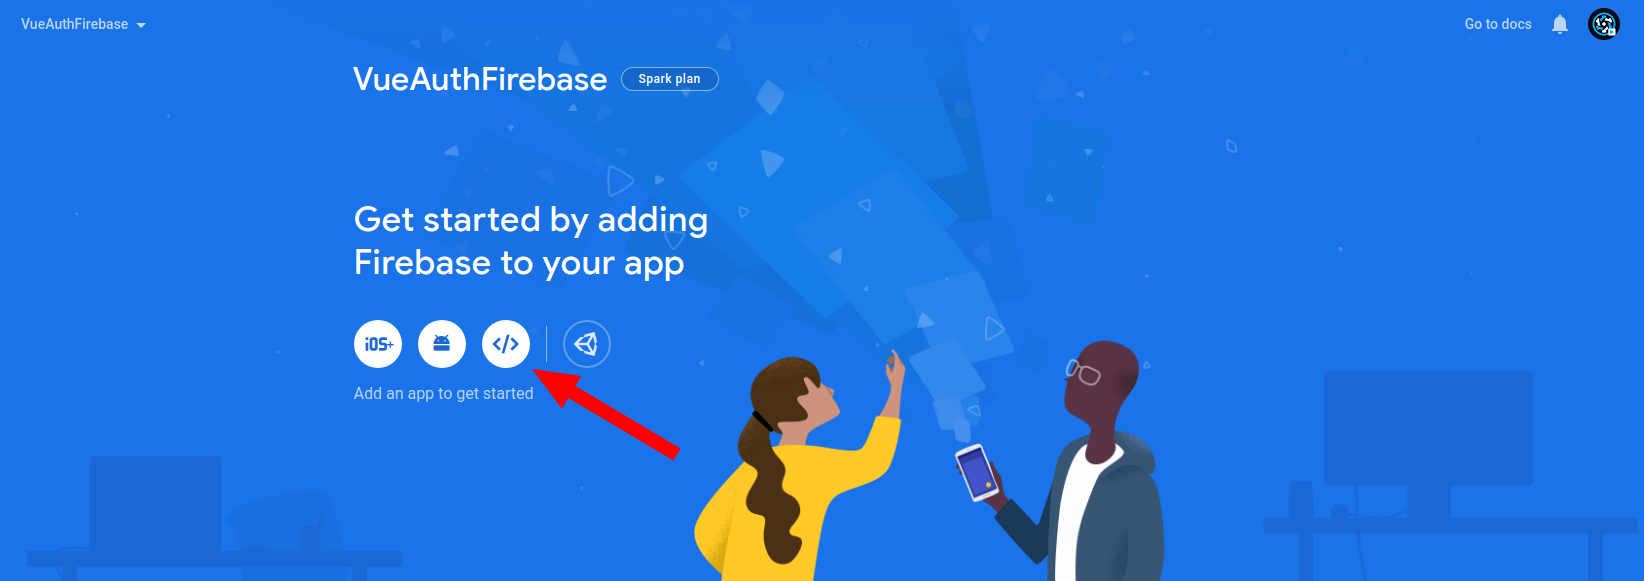 VueAuthFirebase
Go to docs
VueAuthFirebase
Spark plan
Get started by adding
Firebase to your app
iOS+
</>
Add an app to get started